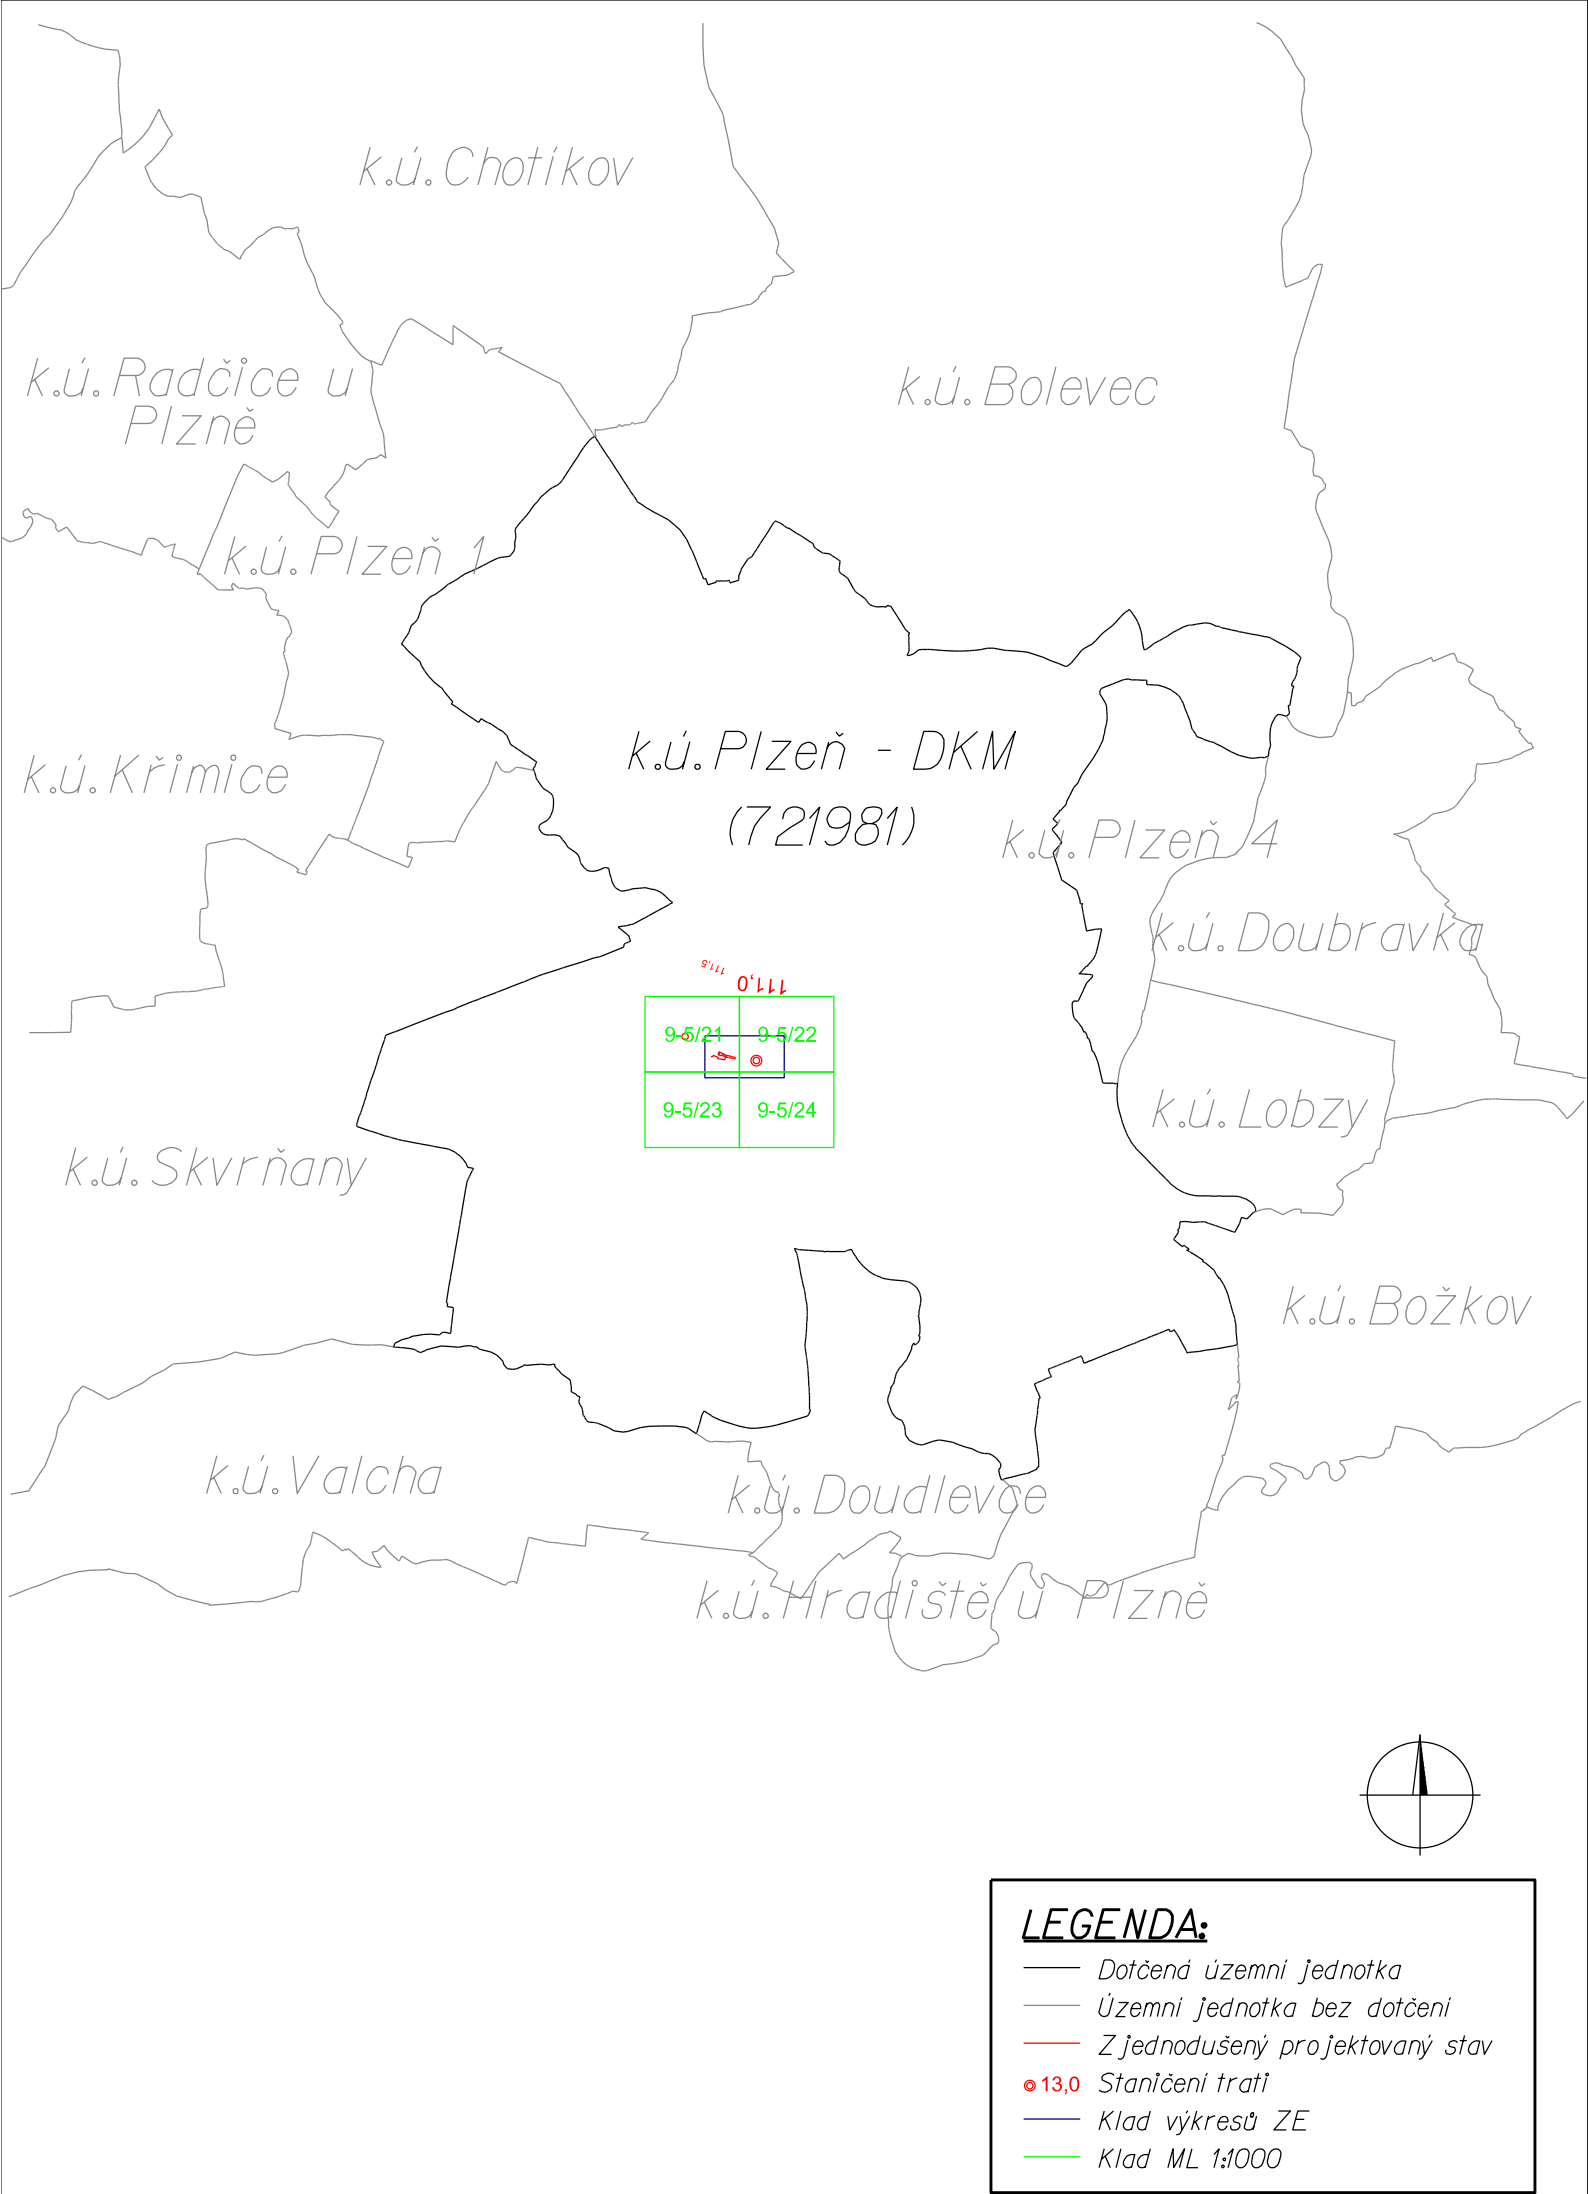 k.ú.Chotíkov
k.ú.Radčice u
Plzně
k.ú.Bolevec
k.ú.Plzeň 1
k.ú.Plzeň - DKM
(721981)
k.ú.Křimice
k.ú.Plzeň 4
k.ú.Doubravka
111,5
111,0
9-5/21
9-5/22
9-5/23
9-5/24
k.ú.Lobzy
k.ú.Skvrňany
k.ú.Božkov
k.ú.Valcha
k.ú.Doudlevce
k.ú.Hradiště u Plzně
LEGENDA:
Dotčená územní jednotka
Územní jednotka bez dotčení
Zjednodušený projektovaný stav
13,0 Staničení trati
Klad výkresů ZE
Klad ML 1:1000